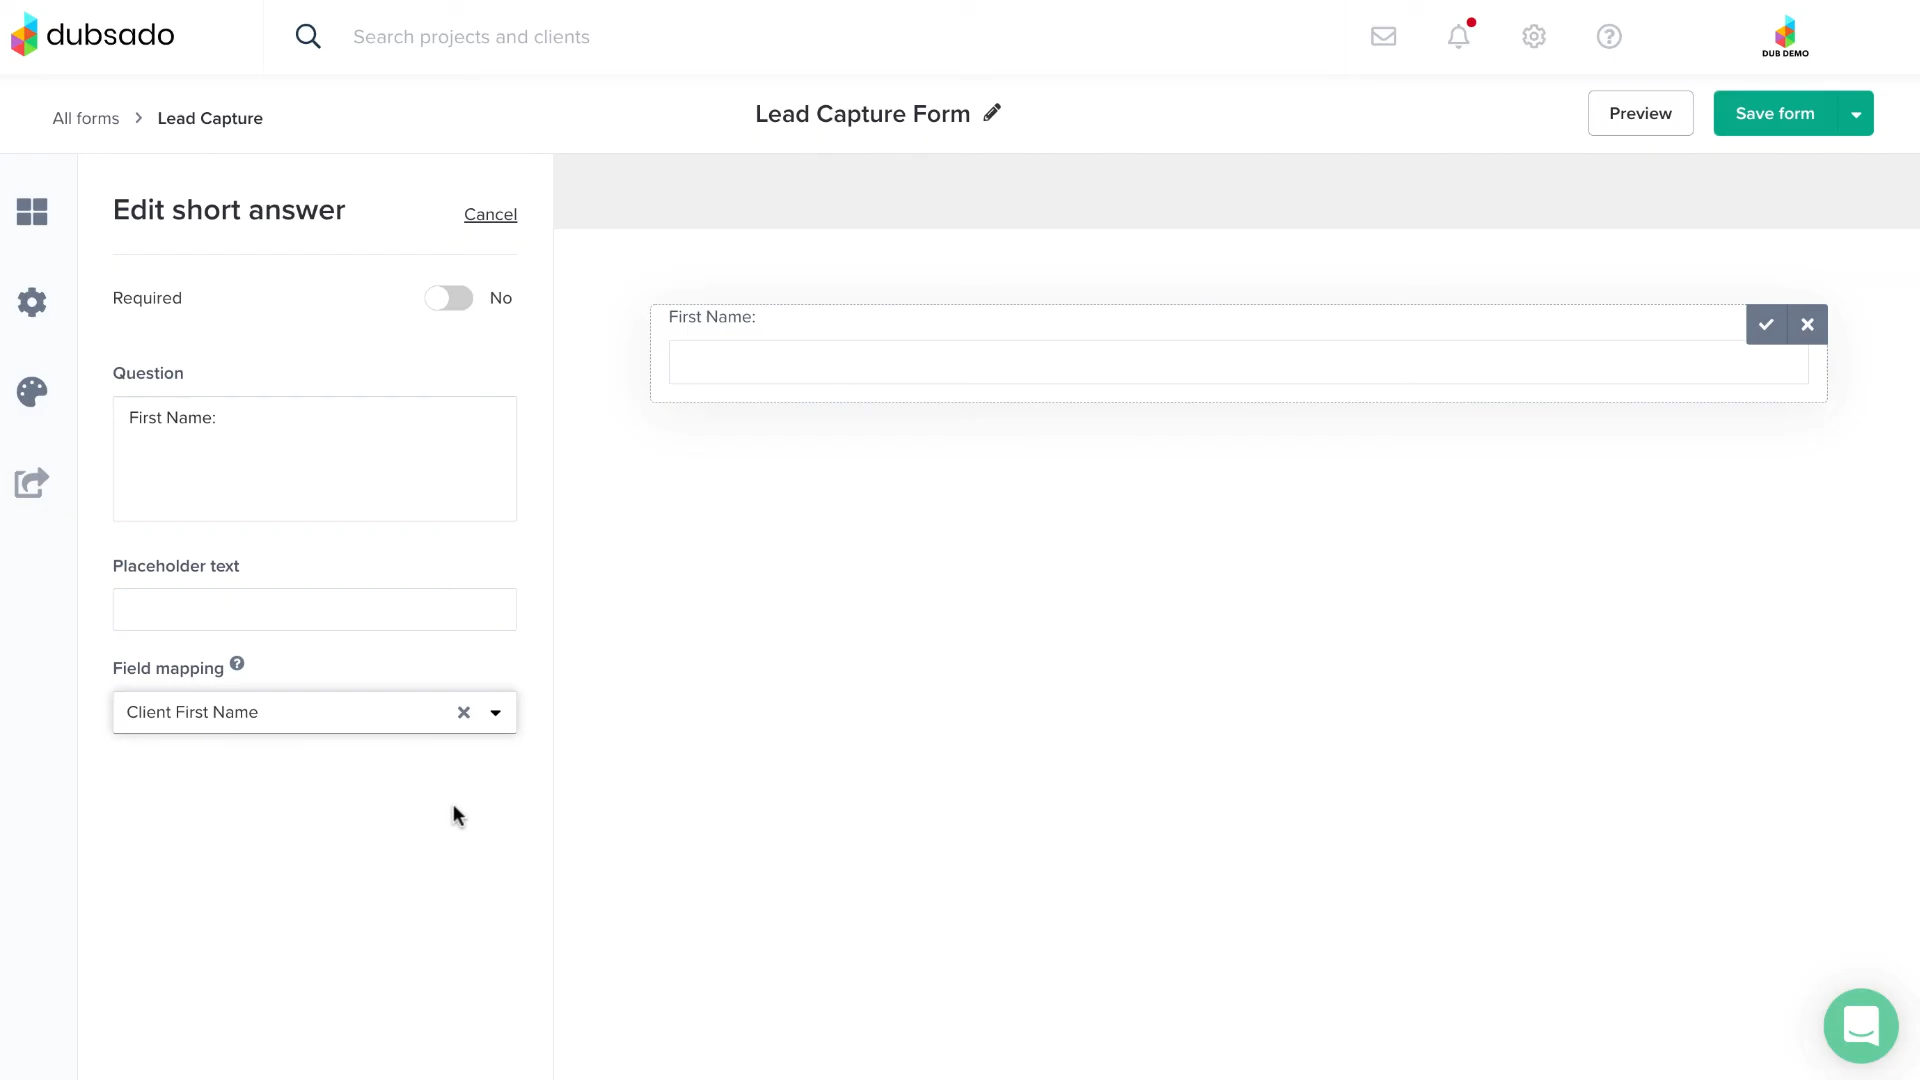 dubsado
Search projects and clients
DUB DEMO
All forms > Lead Capture
Lead Capture Form
Preview
Save form
Edit short answer
Cancel
Required
No
Question
First Name:
Placeholder text
Field mapping ?
Client First Name
First Name: